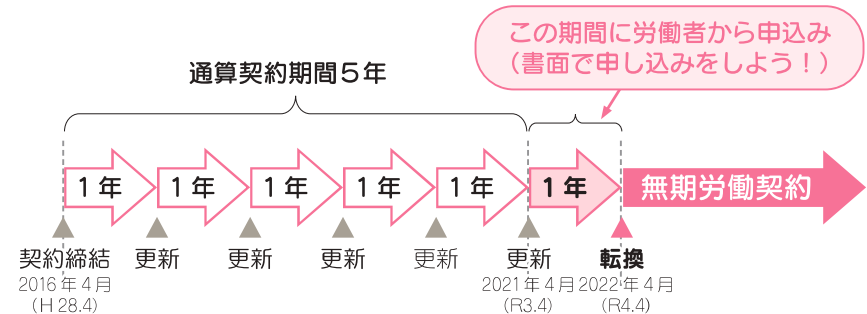 この期間に労働者から申込み
（書面で申し込みをしよう！）
通算契約期間５年
１年 １年 １年 １年 １年 １年 無期労働契約
契約締結 更新 更新 更新 更新 更新 転換
2016年４月 2021年４月 2022年４月
（H28.4） （R3.4） （R4.4）